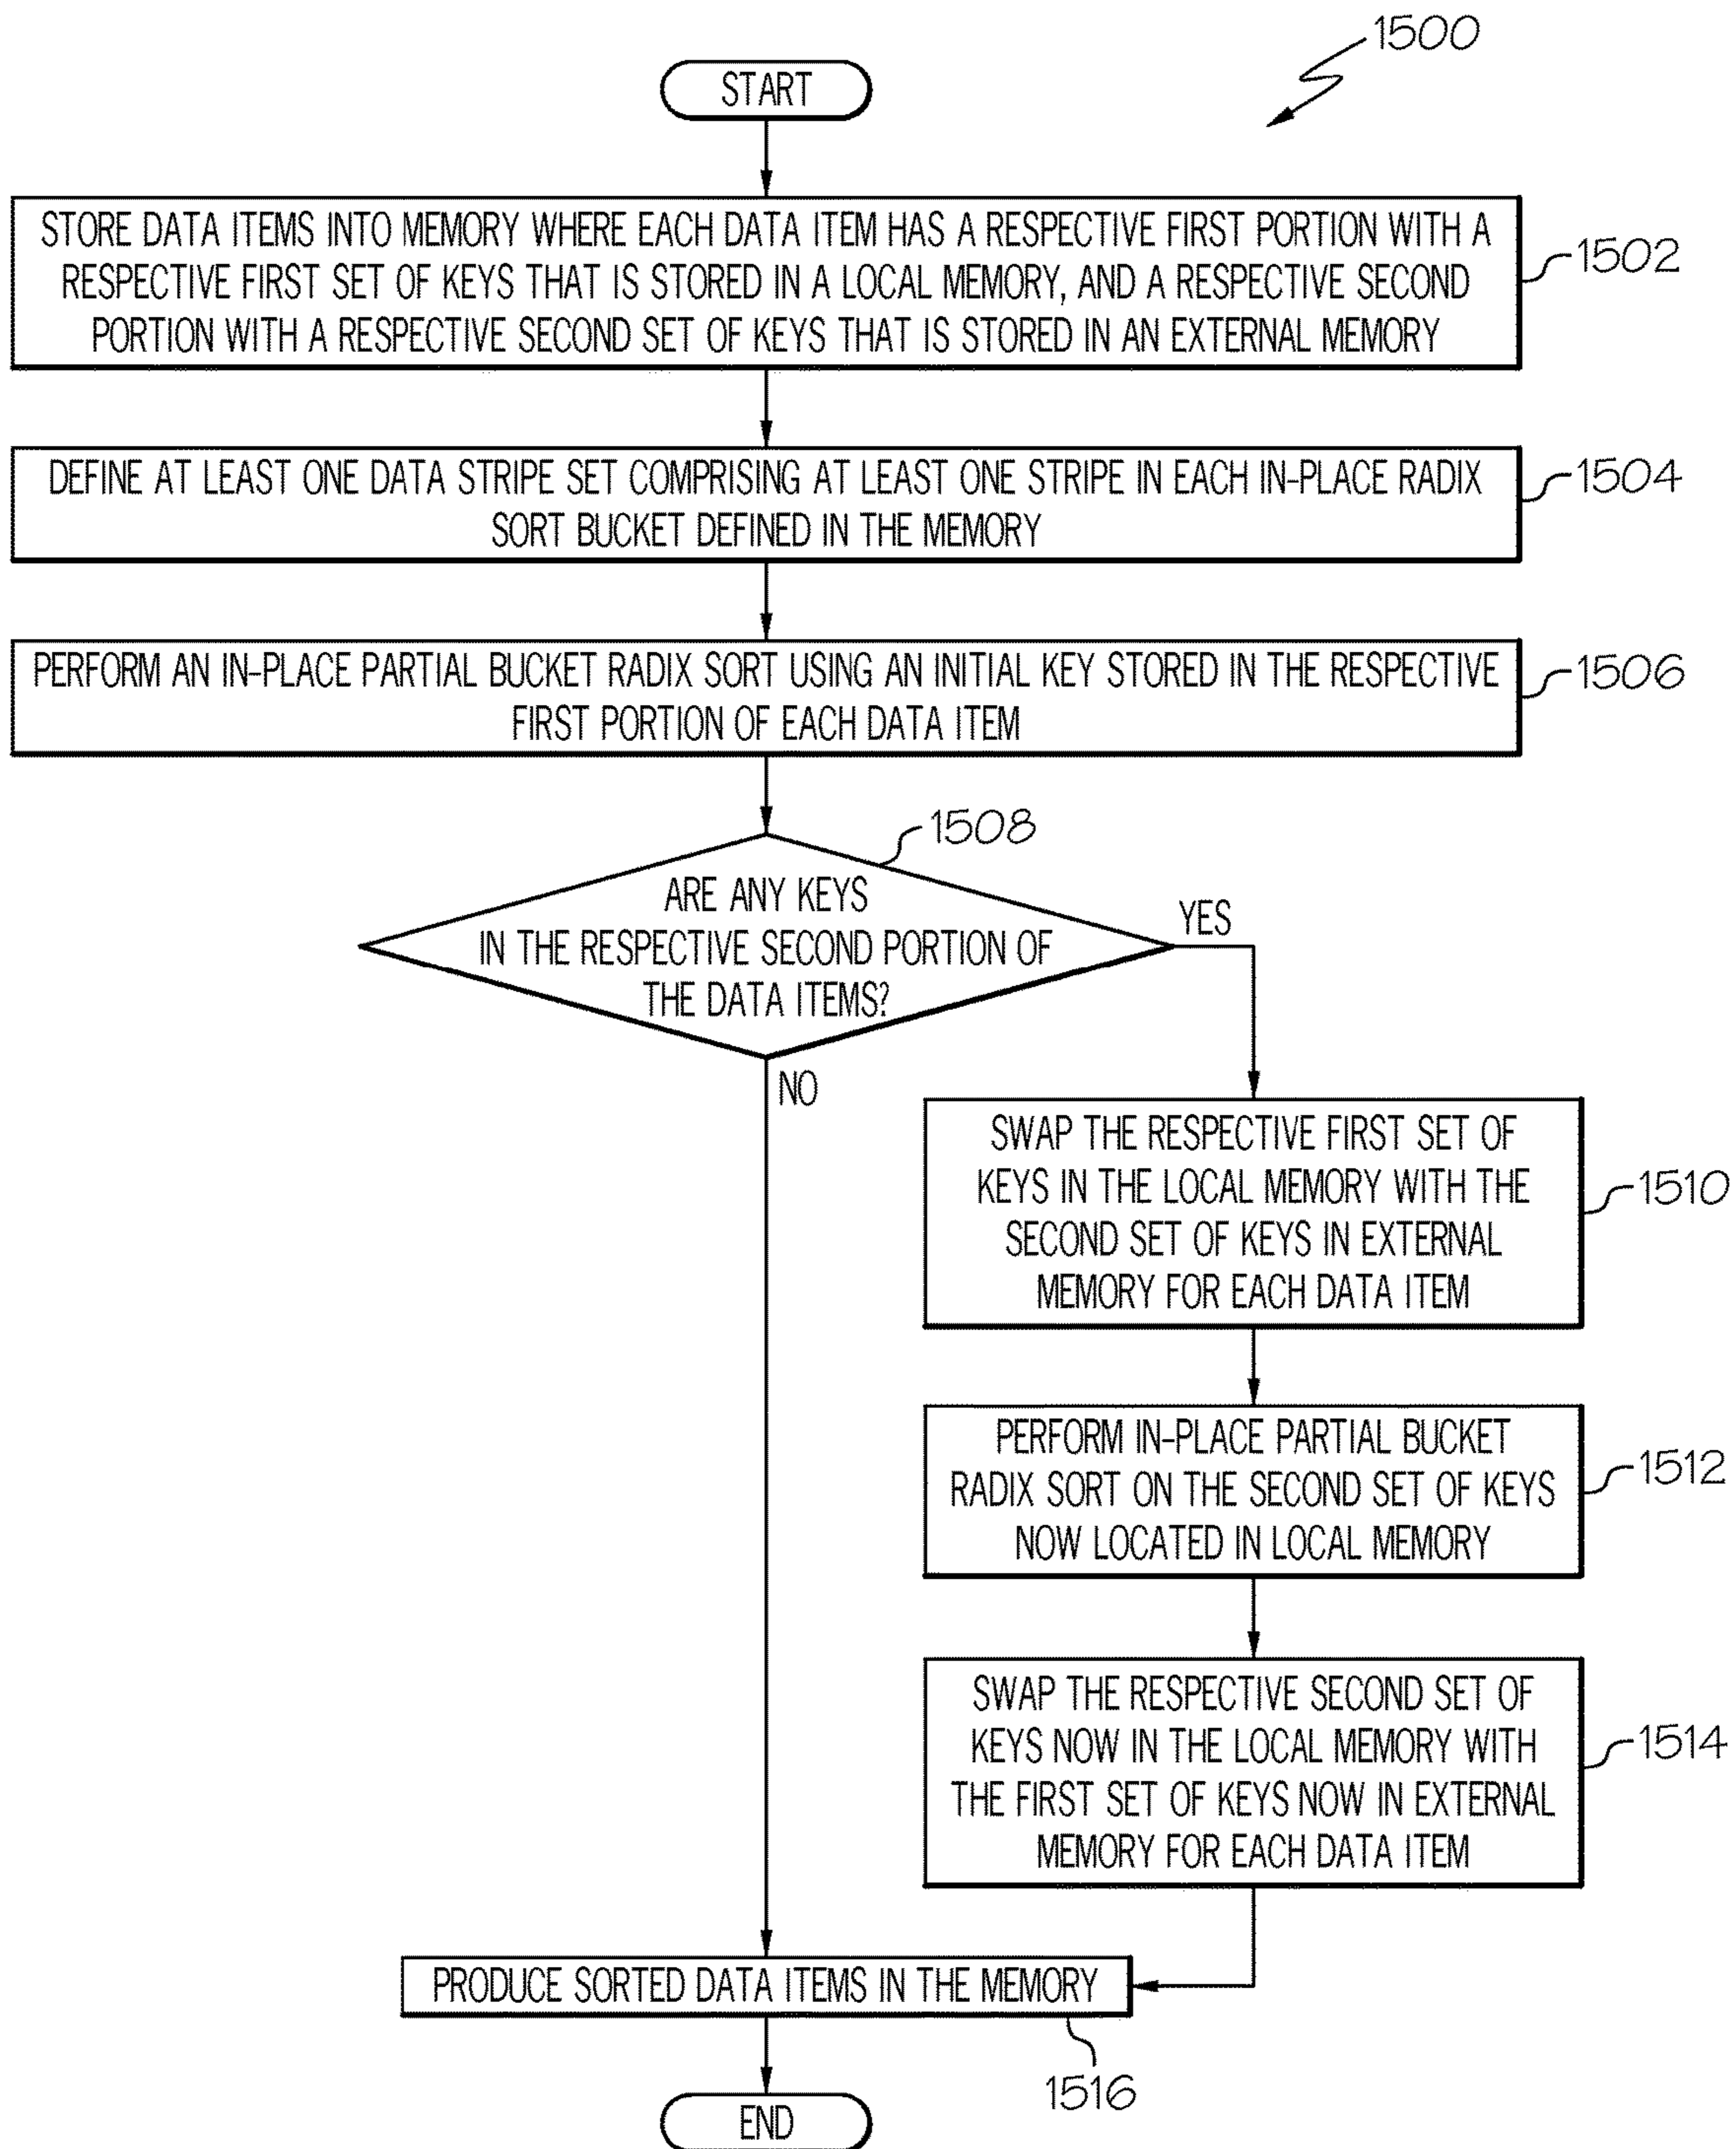 1500
START
STORE DATA ITEMS INTO MEMORY WHERE EACH DATA ITEM HAS A RESPECTIVE FIRST PORTION WITH A
RESPECTIVE FIRST SET OF KEYS THAT IS STORED IN A LOCAL MEMORY, AND A RESPECTIVE SECOND
PORTION WITH A RESPECTIVE SECOND SET OF KEYS THAT IS STORED IN AN EXTERNAL MEMORY
1502
DEFINE AT LEAST ONE DATA STRIPE SET COMPRISING AT LEAST ONE STRIPE IN EACH IN-PLACE RADIX
SORT BUCKET DEFINED IN THE MEMORY
1504
PERFORM AN IN-PLACE PARTIAL BUCKET RADIX SORT USING AN INITIAL KEY STORED IN THE RESPECTIVE
FIRST PORTION OF EACH DATA ITEM
1506
1508
ARE ANY KEYS
IN THE RESPECTIVE SECOND PORTION OF
THE DATA ITEMS?
YES
NO
SWAP THE RESPECTIVE FIRST SET OF
KEYS IN THE LOCAL MEMORY WITH THE
SECOND SET OF KEYS IN EXTERNAL
MEMORY FOR EACH DATA ITEM
1510
PERFORM IN-PLACE PARTIAL BUCKET
RADIX SORT ON THE SECOND SET OF KEYS
NOW LOCATED IN LOCAL MEMORY
1512
SWAP THE RESPECTIVE SECOND SET OF
KEYS NOW IN THE LOCAL MEMORY WITH
THE FIRST SET OF KEYS NOW IN EXTERNAL
MEMORY FOR EACH DATA ITEM
1514
PRODUCE SORTED DATA ITEMS IN THE MEMORY
1516
END